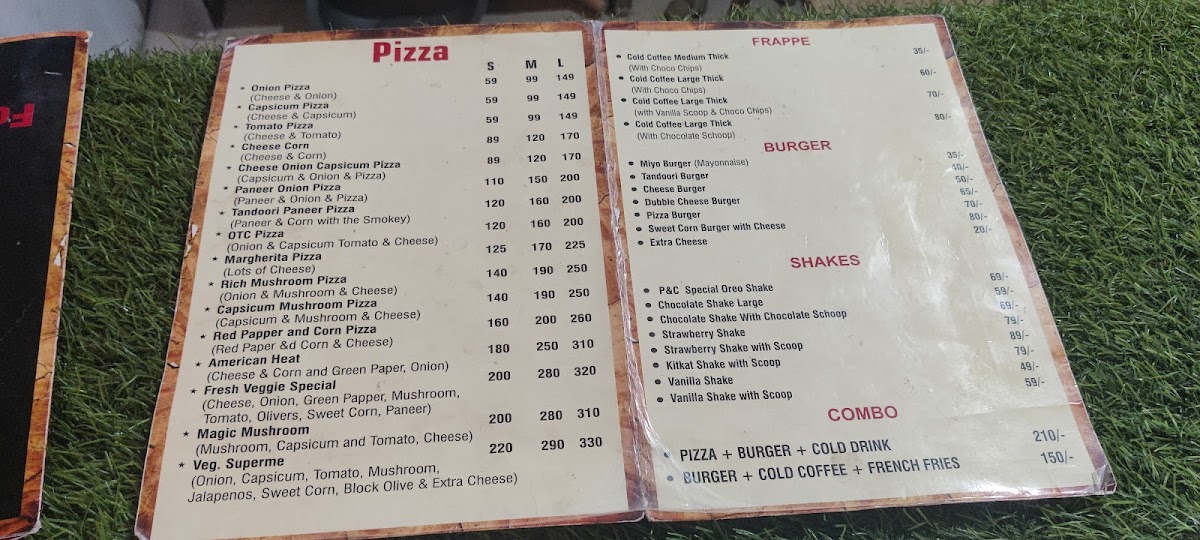 Pizza
S M L
* Onion Pizza 59 99 149
(Cheese & Onion)
* Capsicum Pizza 59 99 149
(Cheese & Capsicum)
* Tomato Pizza 59 99 149
(Cheese & Tomato)
* Cheese Corn 89 120 170
(Cheese & Corn)
* Cheese Onion Capsicum Pizza 89 120 170
(Capsicum & Onion & Pizza)
* Paneer Onion Pizza 110 150 200
(Paneer & Onion & Pizza)
* Tandoori Paneer Pizza 120 160 200
(Paneer & Corn with the Smokey)
* OTC Pizza 120 160 200
(Onion & Capsicum Tomato & Cheese)
* Margherita Pizza 125 170 225
(Lots of Cheese)
* Rich Mushroom Pizza 140 190 250
(Onion & Mushroom & Cheese)
* Capsicum Mushroom Pizza 140 190 250
(Capsicum & Mushroom & Cheese)
* Red Papper and Corn Pizza 160 200 260
(Red Paper &d Corn & Cheese)
* American Heat 180 250 310
(Cheese & Corn and Green Paper, Onion)
* Fresh Veggie Special 200 280 320
(Cheese, Onion, Green Papper, Mushroom,
Tomato, Olivers, Sweet Corn, Paneer)
* Magic Mushroom 200 280 310
(Mushroom, Capsicum and Tomato, Cheese)
* Veg. Superme 220 290 330
(Onion, Capsicum, Tomato, Mushroom,
Jalapenos, Sweet Corn, Block Olive & Extra Cheese)
FRAPPE
• Cold Coffee Medium Thick 35/-
(With Choco Chips)
• Cold Coffee Large Thick 60/-
(With Choco Chips)
• Cold Coffee Large Thick 70/-
(with Vanilla Scoop & Choco Chips)
• Cold Coffee Large Thick 80/-
(With Chocolate Schoop)
BURGER
• Miyo Burger (Mayonnaise) 35/-
• Tandoori Burger 40/-
• Cheese Burger 50/-
• Dubbie Cheese Burger 65/-
• Pizza Burger 70/-
• Sweet Corn Burger with Cheese 80/-
• Extra Cheese 20/-
SHAKES
• P&C Special Oreo Shake 69/-
• Chocolate Shake Large 59/-
• Chocolate Shake With Chocolate Schoop 69/-
• Strawberry Shake 79/-
• Strawberry Shake with Scoop 89/-
• Kitkat Shake with Scoop 79/-
• Vanilla Shake 49/-
• Vanilla Shake with Scoop 59/-
COMBO
• PIZZA + BURGER + COLD DRINK 210/-
• BURGER + COLD COFFEE + FRENCH FRIES 150/-